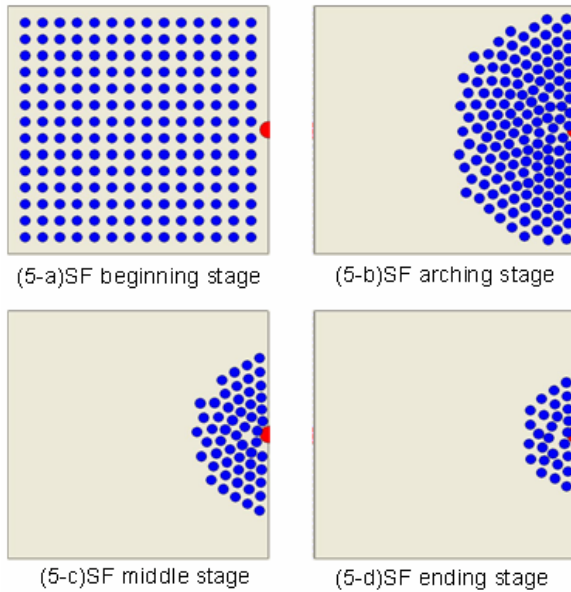 (5-a)SF beginning stage
(5-b)SF arching stage
(5-c)SF middle stage
(5-d)SF ending stage